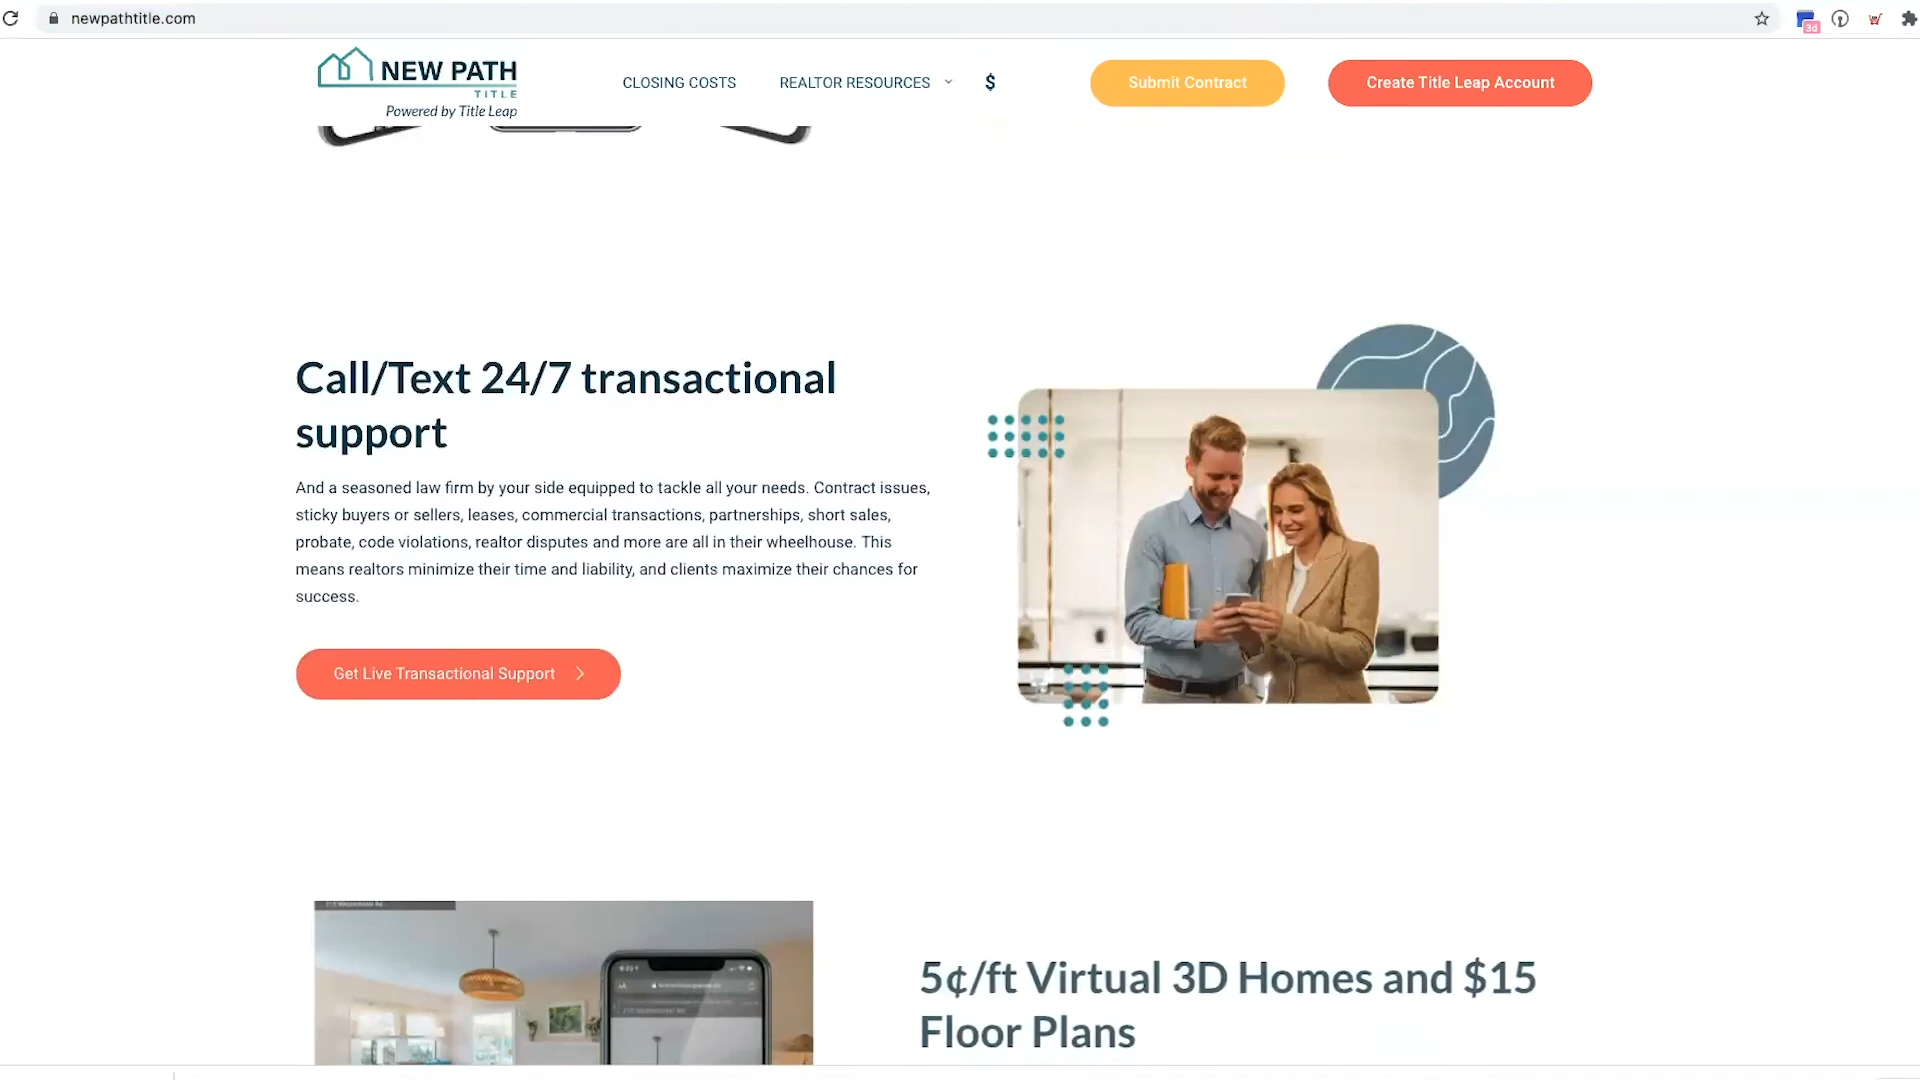 newpathtitle.com
3d
NEW PATH
TITLE
Powered by Title Leap
CLOSING COSTS
REALTOR RESOURCES
$
Submit Contract
Create Title Leap Account
Call/Text 24/7 transactional
support
And a seasoned law firm by your side equipped to tackle all your needs. Contract issues,
sticky buyers or sellers, leases, commercial transactions, partnerships, short sales,
probate, code violations, realtor disputes and more are all in their wheelhouse. This
means realtors minimize their time and liability, and clients maximize their chances for
success.
Get Live Transactional Support
5¢/ft Virtual 3D Homes and $15
Floor Plans